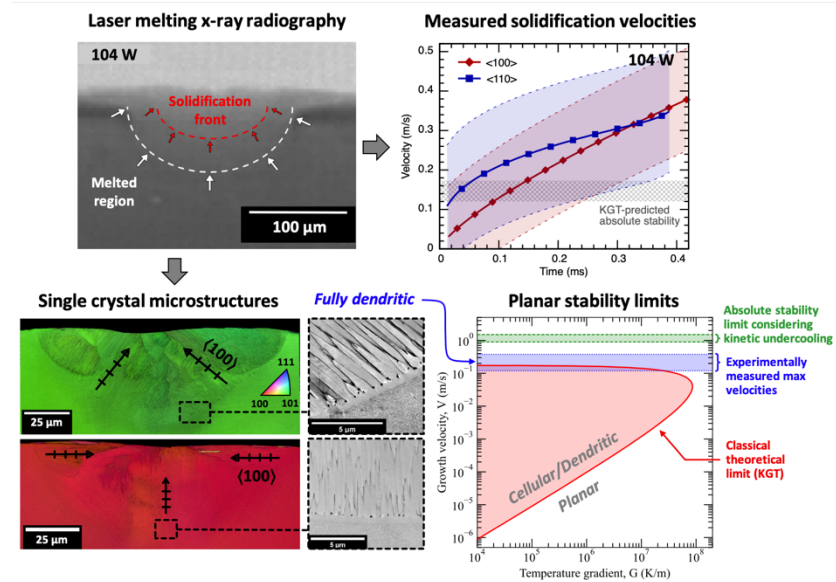 Laser melting x-ray radiography
104 W
Solidification
front
Melted
region
100 µm
Measured solidification velocities
104 W
<100>
<110>
0.5
0.4
0.3
0.2
0.1
0
Velocity (m/s)
KGT-predicted
absolute stability
0
0.1
0.2
0.3
0.4
Time (ms)
Single crystal microstructures
Fully dendritic
⟨100⟩
111
100
101
25 µm
5 µm
⟨100⟩
25 µm
5 µm
Planar stability limits
10⁰
10⁻¹
10⁻²
10⁻³
10⁻⁴
10⁻⁵
10⁻⁶
Growth velocity, V (m/s)
Cellular/Dendritic
Planar
10⁴
10⁵
10⁶
10⁷
10⁸
Temperature gradient, G (K/m)
Absolute stability
limit considering
kinetic undercooling
Experimentally
measured max
velocities
Classical
theoretical
limit (KGT)